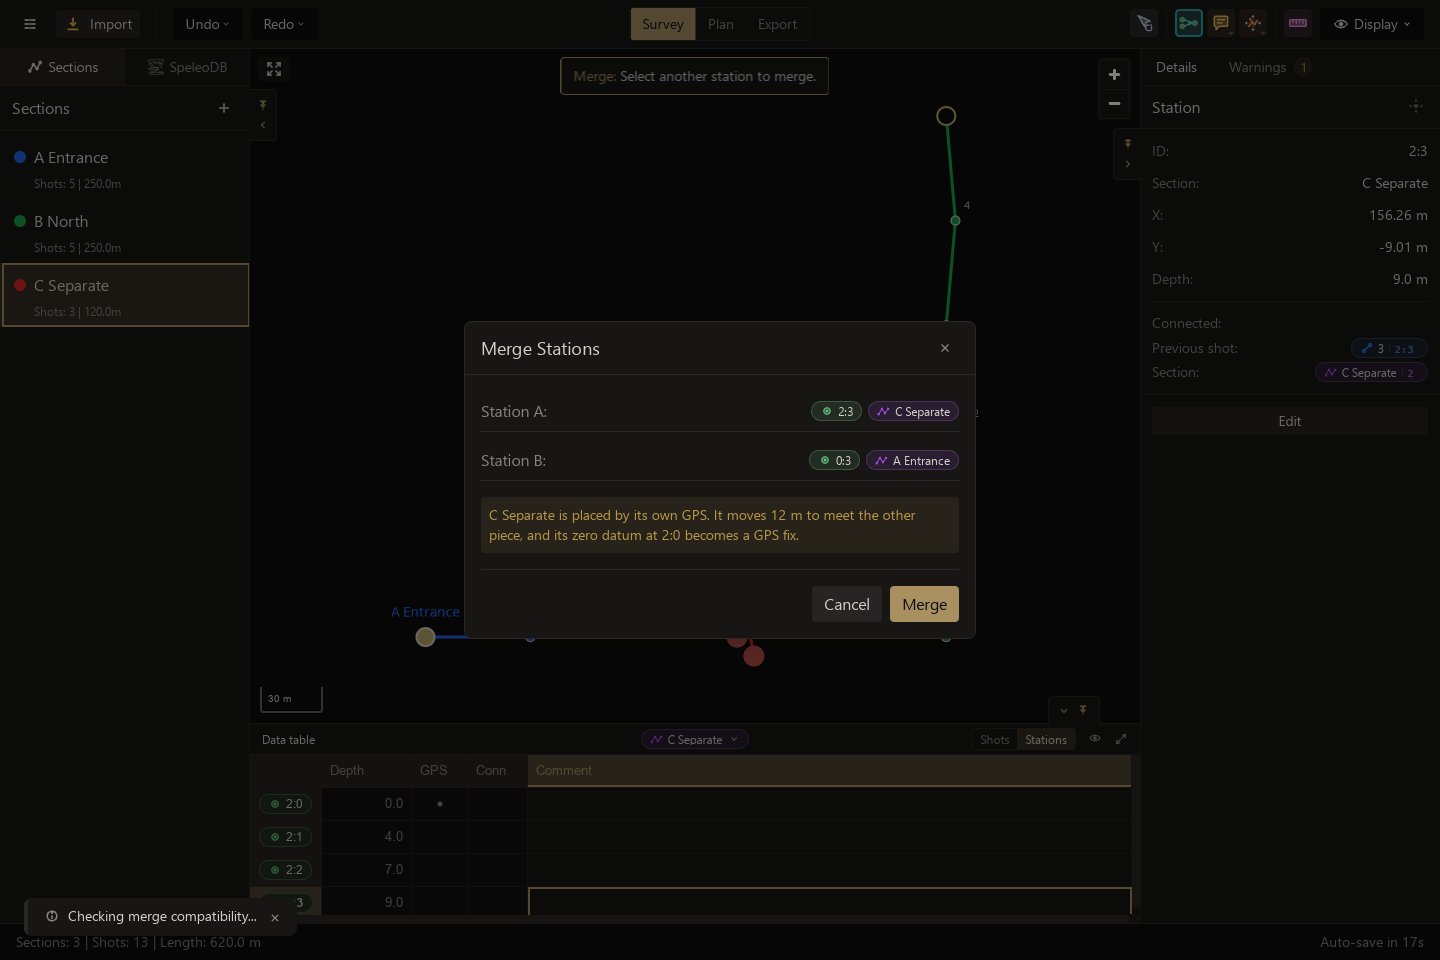 Import
Undo
Redo
Survey
Plan
Export
Display
Sections
SpeleoDB
Merge: Select another station to merge.
Details
Warnings 1
Sections
Station
A Entrance
Shots: 5 | 250.0m
B North
Shots: 5 | 250.0m
C Separate
Shots: 3 | 120.0m
ID: 2:3
Section: C Separate
X: 156.26 m
Y: -9.01 m
Depth: 9.0 m
Connected:
Previous shot: 3 2:3
Section: C Separate 2
Edit
4
2
Merge Stations
Station A: 2:3 C Separate
Station B: 0:3 A Entrance
C Separate is placed by its own GPS. It moves 12 m to meet the other
piece, and its zero datum at 2:0 becomes a GPS fix.
Cancel
Merge
A Entrance
30 m
Data table
C Separate
Shots
Stations
Depth GPS Conn Comment
2:0 0.0
2:1 4.0
2:2 7.0
3 9.0
Checking merge compatibility...
Sections: 3 | Shots: 13 | Length: 620.0 m
Auto-save in 17s